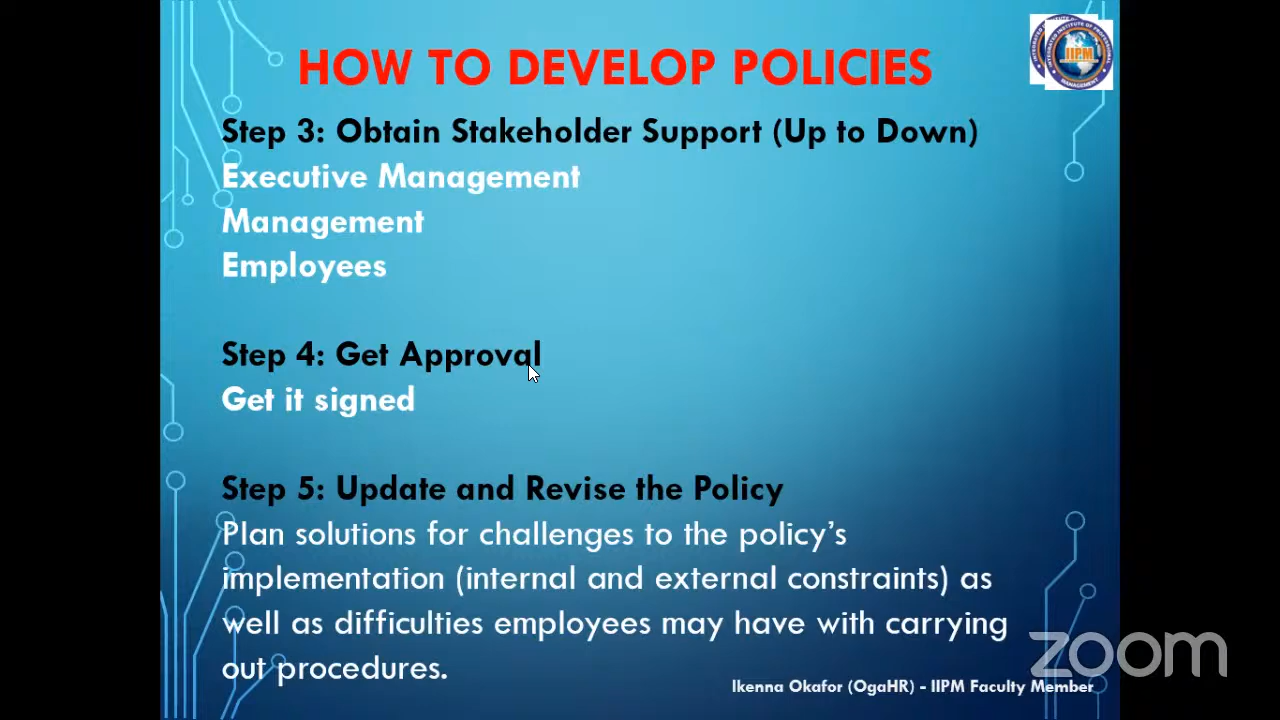 HOW TO DEVELOP POLICIES
IIPM
Step 3: Obtain Stakeholder Support (Up to Down)
Executive Management
Management
Employees
Step 4: Get Approval
Get it signed
Step 5: Update and Revise the Policy
Plan solutions for challenges to the policy’s
implementation (internal and external constraints) as
well as difficulties employees may have with carrying
out procedures.
zoom
Ikenna Okafor (OgaHR) - IIPM Faculty Member